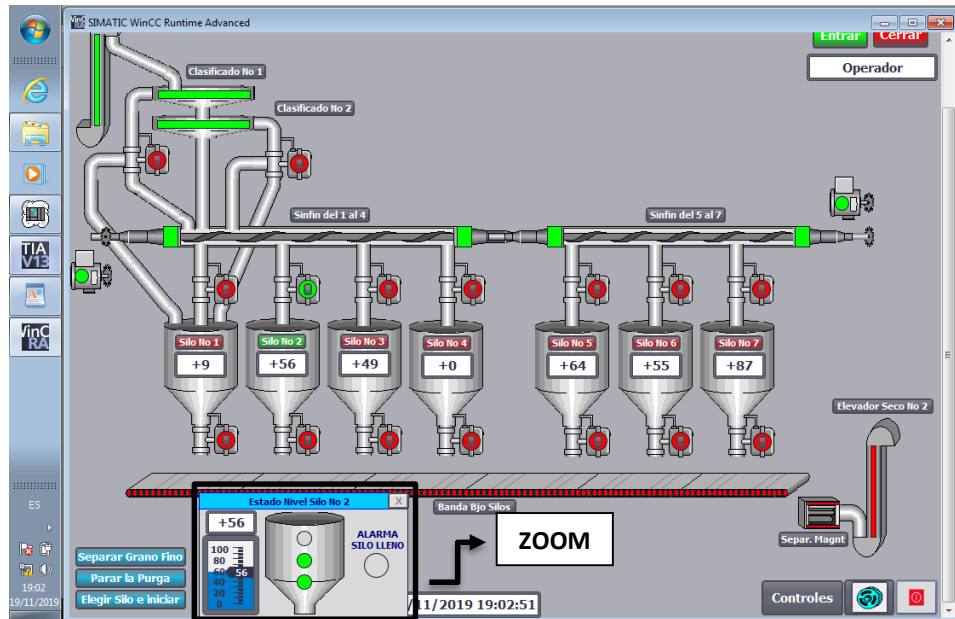 SIMATIC WinCC Runtime Advanced
Entrar
Cerrar
Operador
Clasificado No 1
Clasificado No 2
Sinfin del 1 al 4
Sinfin del 5 al 7
Silo No 1
Silo No 2
Silo No 3
Silo No 4
Silo No 5
Silo No 6
Silo No 7
+9
+56
+49
+0
+64
+55
+87
Elevador Seco No 2
Banda Bjo Silos
Separ. Magnt
Estado Nivel Silo No 2
X
+56
ALARMA
SILO LLENO
100
80
60
56
40
20
0
ZOOM
Separar Grano Fino
Parar la Purga
Elegir Silo e iniciar
/11/2019 19:02:51
Controles
TIA
V13
WinC
RA
ES
19:02
19/11/2019